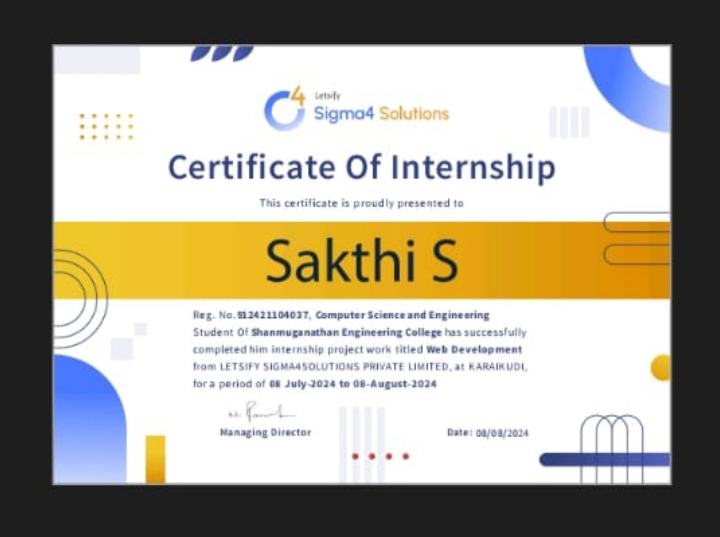 4 Letsify
Sigma4 Solutions
Certificate Of Internship
This certificate is proudly presented to
Sakthi S
Reg. No.912421104037, Computer Science and Engineering
Student Of Shanmuganathan Engineering College has successfully
completed him internship project work titled Web Development
from LETSIFY SIGMA4SOLUTIONS PRIVATE LIMITED, at KARAIKUDI,
for a period of 08 July-2024 to 08-August-2024
Managing Director
Date: 08/08/2024